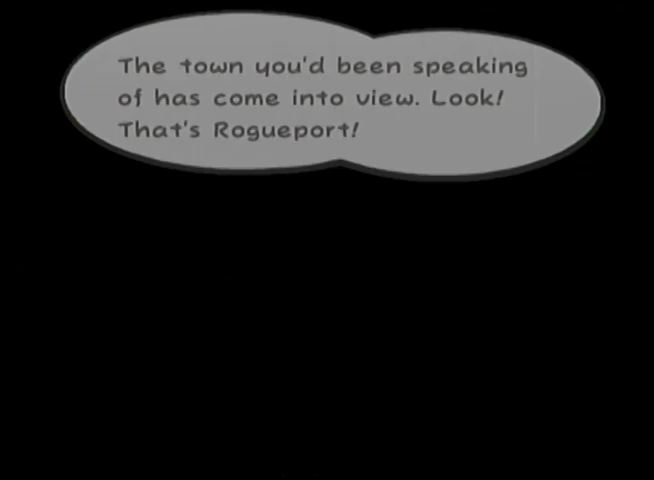 The town you'd been speaking
of has come into view. Look!
That's Rogueport!